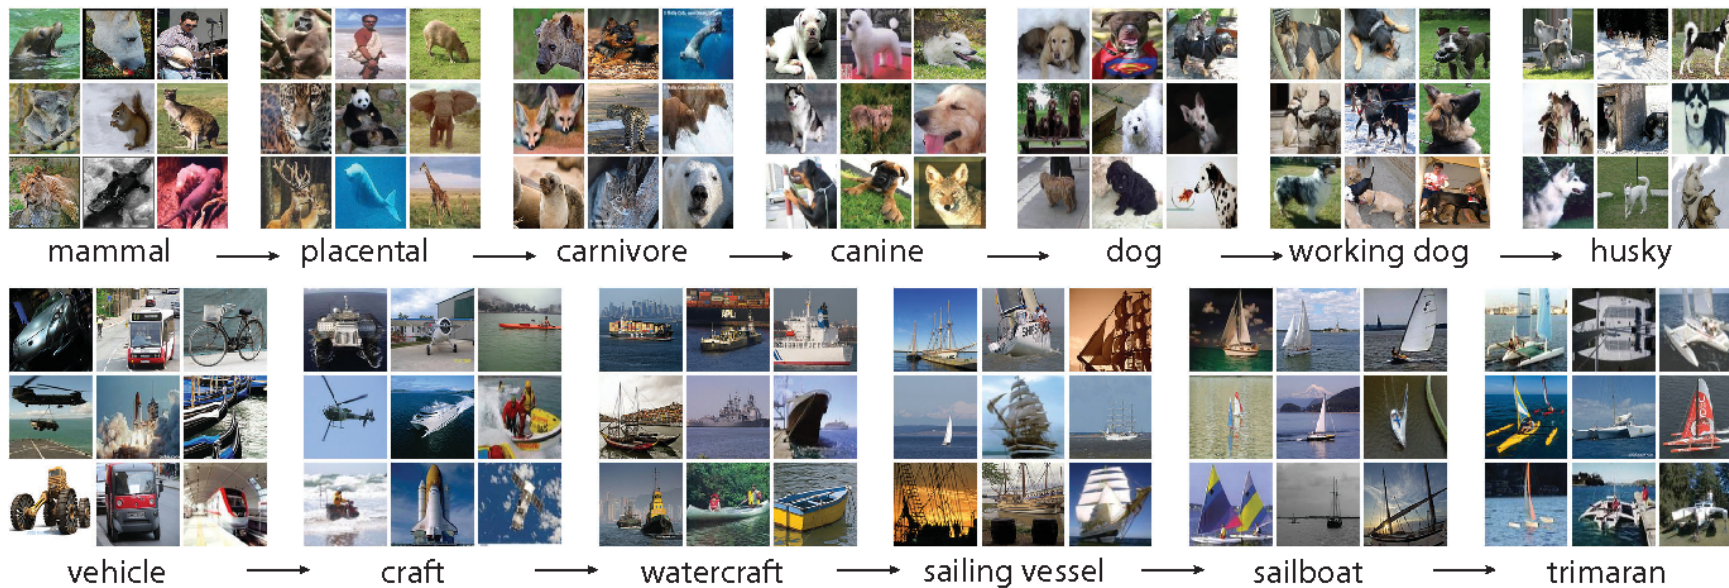 mammal → placental → carnivore → canine → dog → working dog → husky
vehicle → craft → watercraft → sailing vessel → sailboat → trimaran